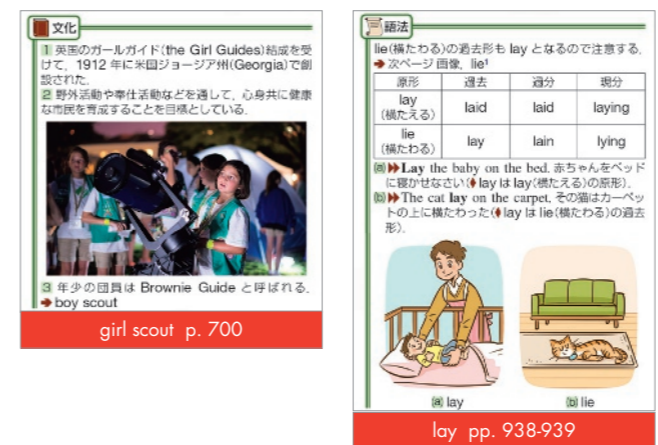 文化
1 英国のガールガイド(the Girl Guides)結成を受
けて，1912 年に米国ジョージア州(Georgia)で創
設された．
2 野外活動や奉仕活動などを通して，心身共に健康
な市民を育成することを目標としている．
3 年少の団員は Brownie Guide と呼ばれる．
➔ boy scout
girl scout p. 700
語法
lie(横たわる)の過去形も lay となるので注意する．
➔ 次ページ 画像，lie¹
原形 過去 過分 現分
lay
(横たえる) laid laid laying
lie
(横たわる) lay lain lying
(a) Lay the baby on the bed. 赤ちゃんをベッド
に寝かせなさい(♦ lay は lay(横たえる)の原形)．
(b) The cat lay on the carpet. その猫はカーペッ
トの上に横たわった(♦ lay は lie(横たわる)の過去
形)．
(a) lay
(b) lie
lay pp. 938-939